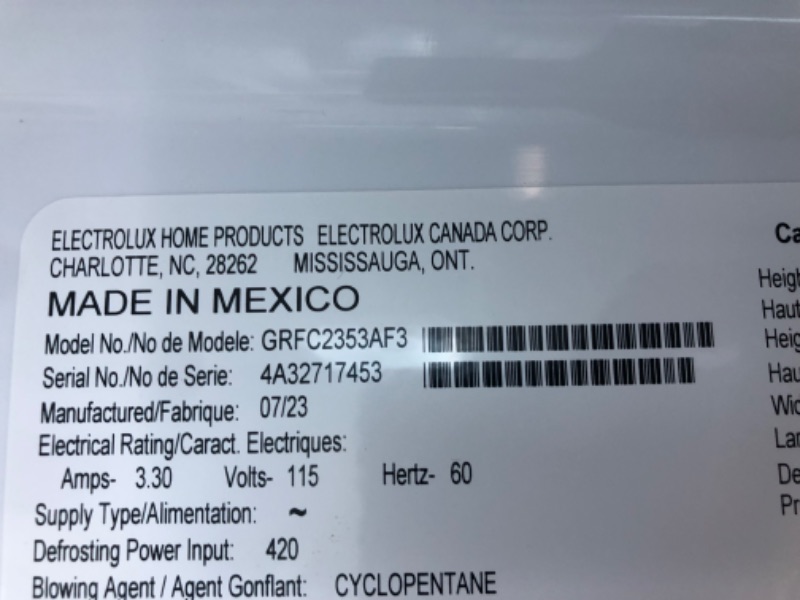 ELECTROLUX HOME PRODUCTS ELECTROLUX CANADA CORP.
CHARLOTTE, NC, 28262 MISSISSAUGA, ONT.
MADE IN MEXICO
Model No./No de Modele: GRFC2353AF3
Serial No./No de Serie: 4A32717453
Manufactured/Fabrique: 07/23
Electrical Rating/Caract. Electriques:
Amps- 3.30 Volts- 115 Hertz- 60
Supply Type/Alimentation: ~
Defrosting Power Input: 420
Blowing Agent / Agent Gonflant: CYCLOPENTANE